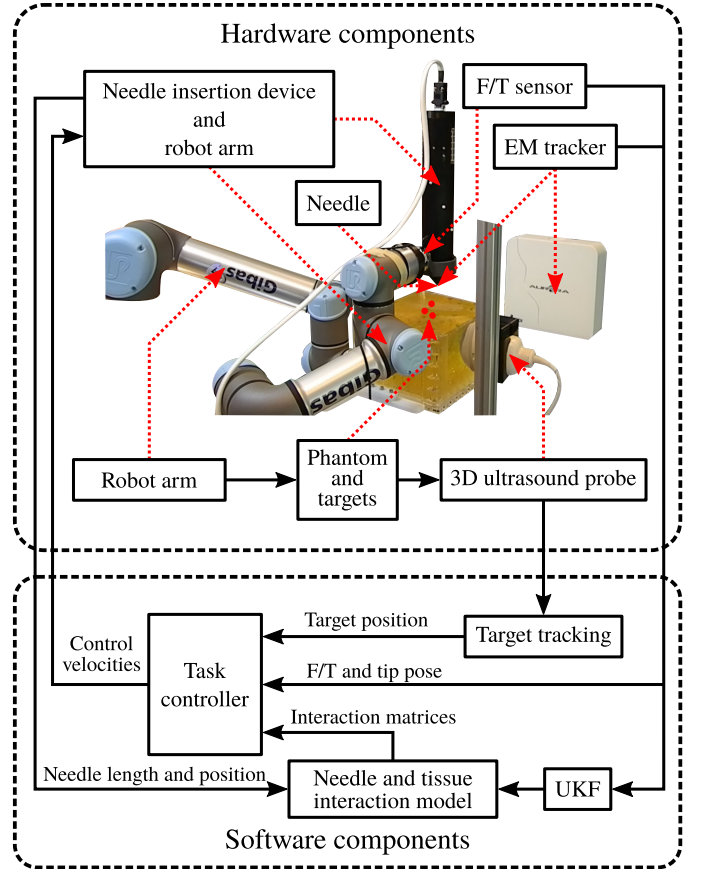 Hardware components
Needle insertion device
and
robot arm
F/T sensor
EM tracker
Needle
Gibas
AURORA
Gibas
Robot arm
Phantom
and
targets
3D ultrasound probe
Target position
Target tracking
Control
velocities
Task
controller
F/T and tip pose
Interaction matrices
Needle length and position
Needle and tissue
interaction model
UKF
Software components